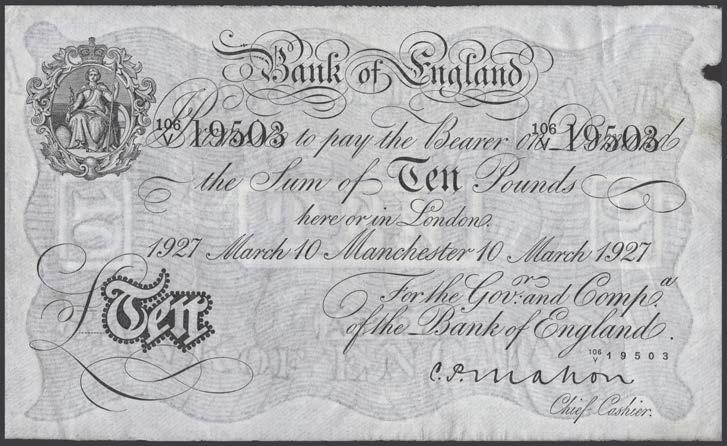 Bank of England
106/V 19503 Promise to pay the Bearer on Demand 106/V 19503
the Sum of Ten Pounds
here or in London.
1927 March 10 Manchester 10 March 1927
For the Govr. and Compa.
of the Bank of England.
£Ten
106/V 19503
C.P. Mahon
Chief Cashier.